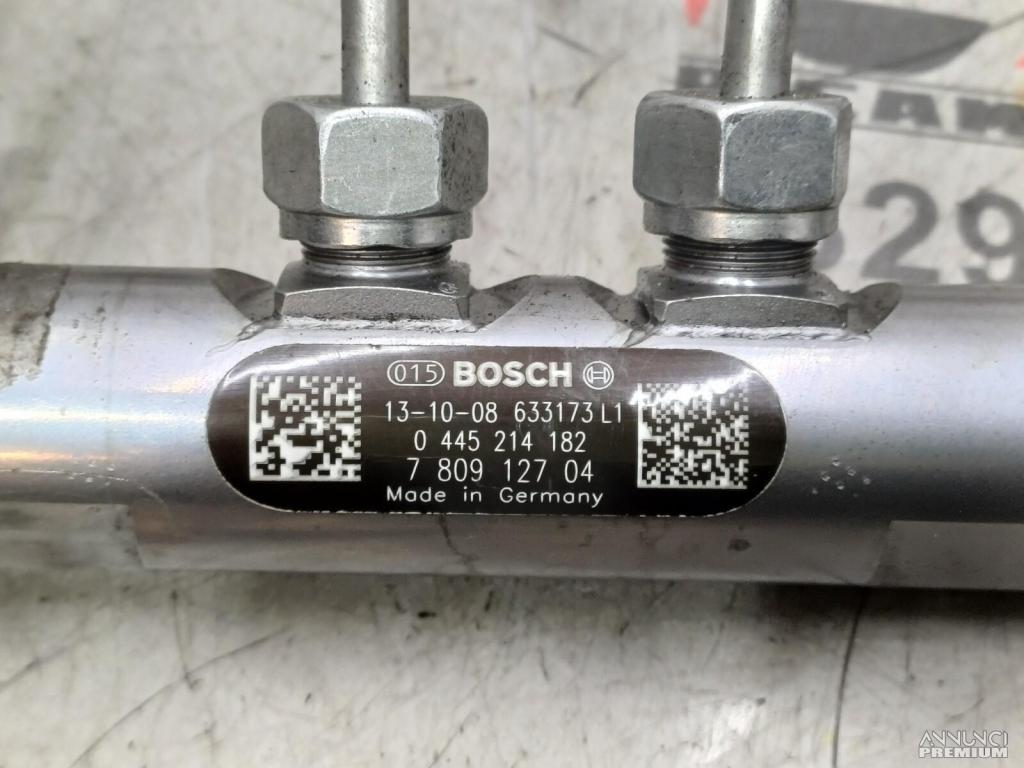 329
015 BOSCH
13-10-08 633173 L1
0 445 214 182
7 809 127 04
Made in Germany
ANNUNCI
PREMIUM